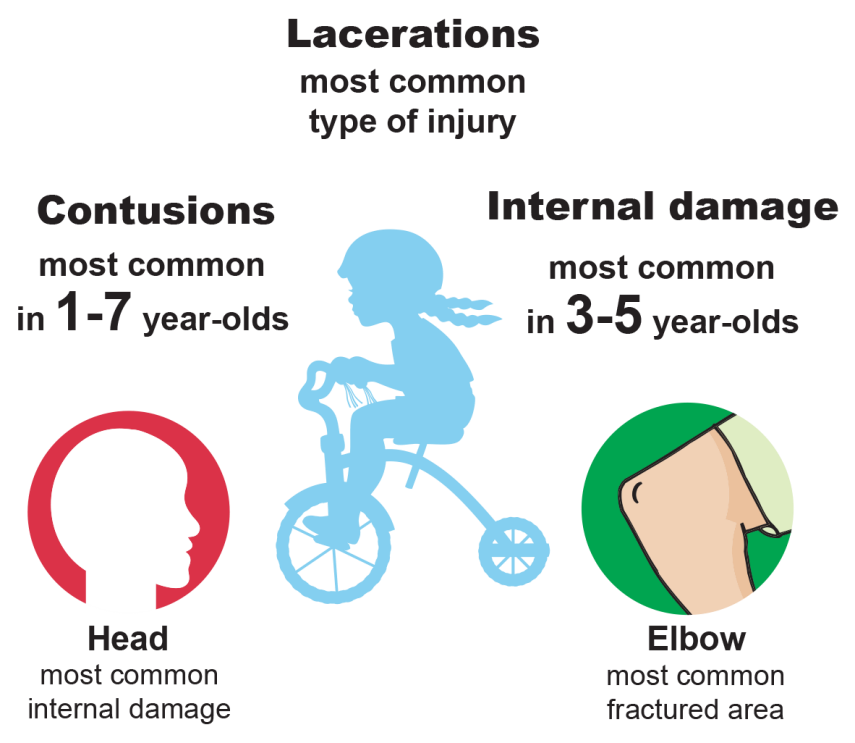 Lacerations
most common
type of injury
Contusions
most common
in 1-7 year-olds
Internal damage
most common
in 3-5 year-olds
Head
most common
internal damage
Elbow
most common
fractured area